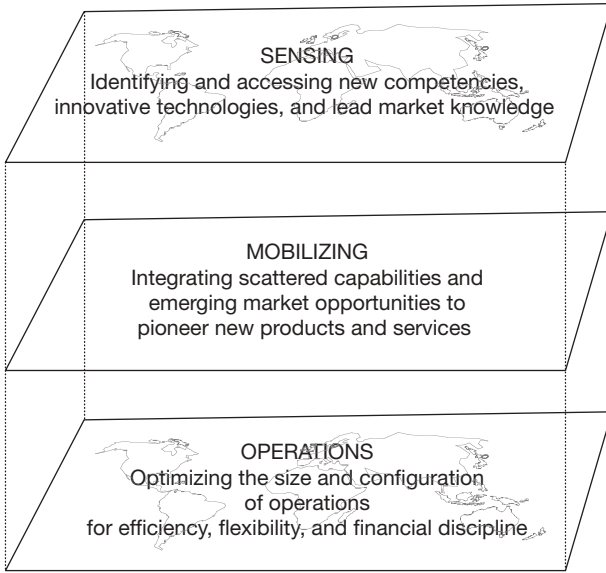 SENSING
Identifying and accessing new competencies,
innovative technologies, and lead market knowledge
MOBILIZING
Integrating scattered capabilities and
emerging market opportunities to
pioneer new products and services
OPERATIONS
Optimizing the size and configuration
of operations
for efficiency, flexibility, and financial discipline